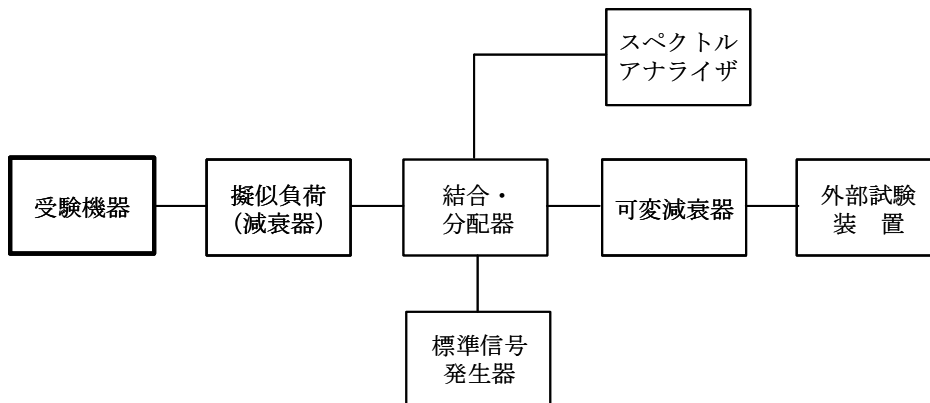 スペクトル
アナライザ
受験機器
擬似負荷
（減衰器）
結合・
分配器
可変減衰器
外部試験
装　置
標準信号
発生器